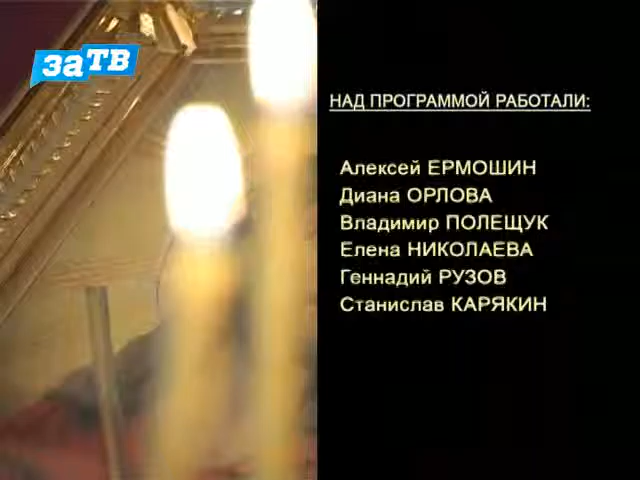 заТВ
НАД ПРОГРАММОЙ РАБОТАЛИ:
Алексей ЕРМОШИН
Диана ОРЛОВА
Владимир ПОЛЕЩУК
Елена НИКОЛАЕВА
Геннадий РУЗОВ
Станислав КАРЯКИН